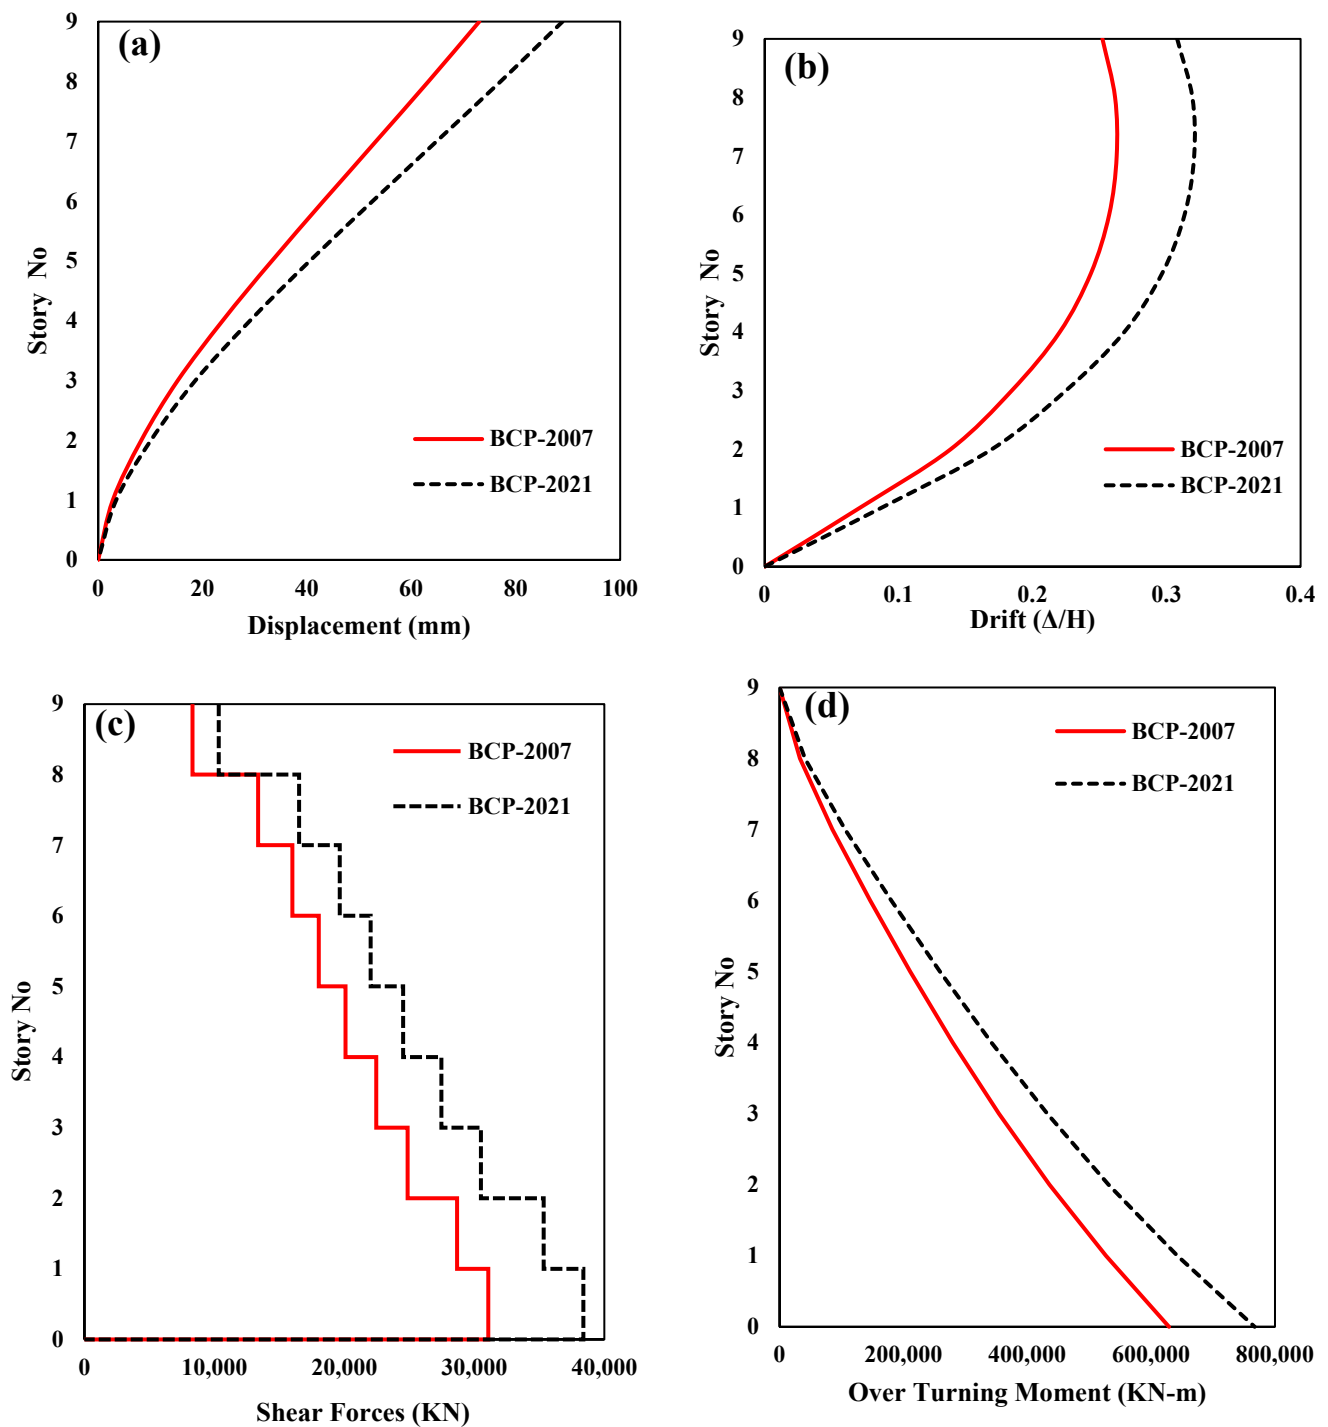 (a)
9
8
7
6
5
4
3
2
1
0
Story No
BCP-2007
BCP-2021
0 20 40 60 80 100
Displacement (mm)
(b)
9
8
7
6
5
4
3
2
1
0
Story No
BCP-2007
BCP-2021
0 0.1 0.2 0.3 0.4
Drift (Δ/H)
(c)
9
8
7
6
5
4
3
2
1
0
Story No
BCP-2007
BCP-2021
0 10,000 20,000 30,000 40,000
Shear Forces (KN)
(d)
9
8
7
6
5
4
3
2
1
0
Story No
BCP-2007
BCP-2021
0 200,000 400,000 600,000 800,000
Over Turning Moment (KN-m)